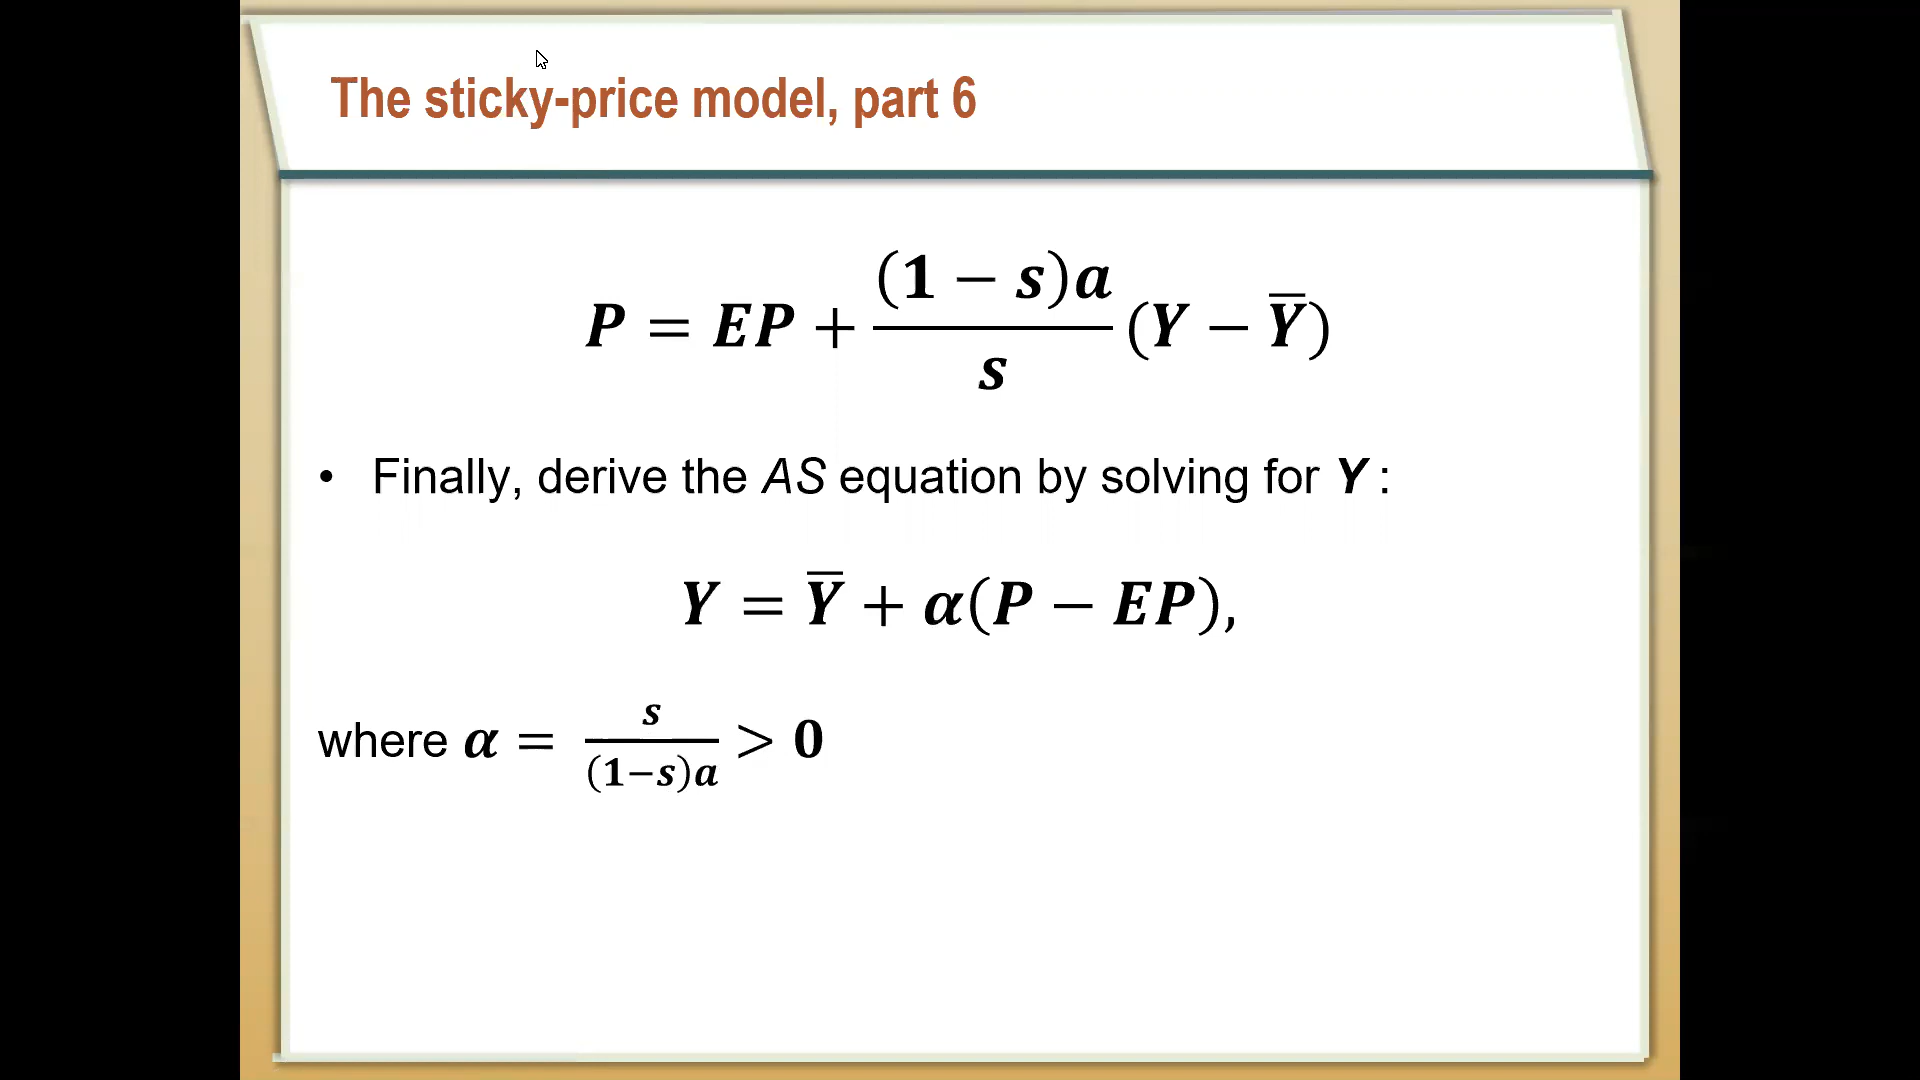 The sticky-price model, part 6
P = EP + (1 − s)a / s (Y − Y̅)
• Finally, derive the AS equation by solving for Y :
Y = Y̅ + α(P − EP),
where α = s / (1−s)a > 0